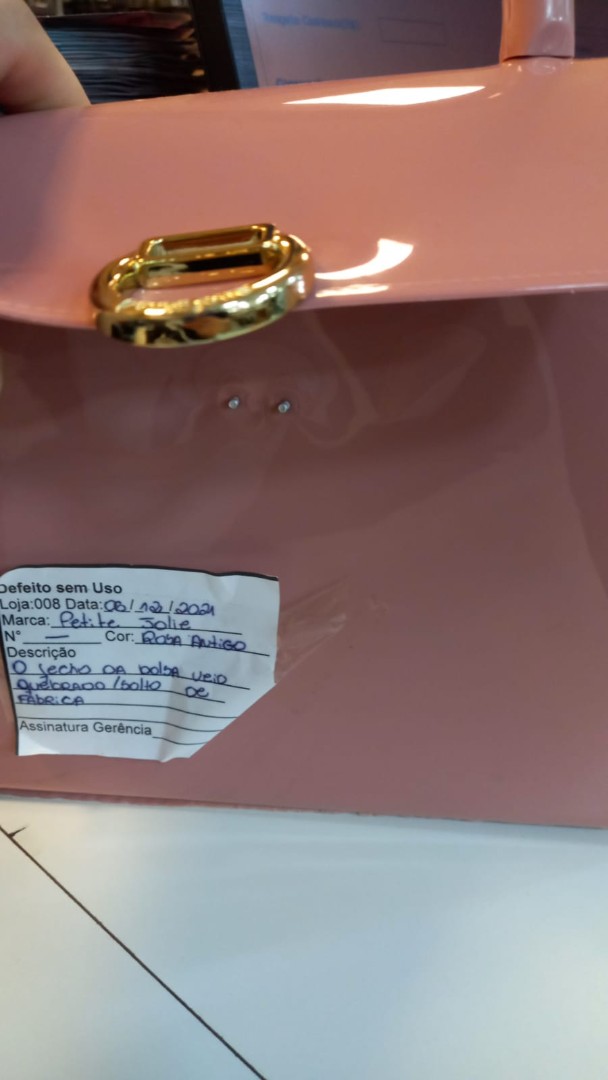 Defeito sem Uso
Loja:008 Data:08/12/2021
Marca: Petite Jolie
N° — Cor: Rosa Antigo
Descrição
O fecho da bolsa veio
quebrado/solto de
fábrica
Assinatura Gerência